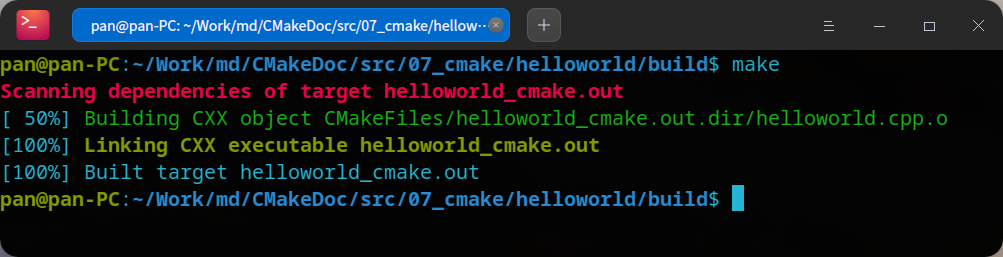 pan@pan-PC: ~/Work/md/CMakeDoc/src/07_cmake/hellow···
pan@pan-PC:~/Work/md/CMakeDoc/src/07_cmake/helloworld/build$ make
Scanning dependencies of target helloworld_cmake.out
[ 50%] Building CXX object CMakeFiles/helloworld_cmake.out.dir/helloworld.cpp.o
[100%] Linking CXX executable helloworld_cmake.out
[100%] Built target helloworld_cmake.out
pan@pan-PC:~/Work/md/CMakeDoc/src/07_cmake/helloworld/build$